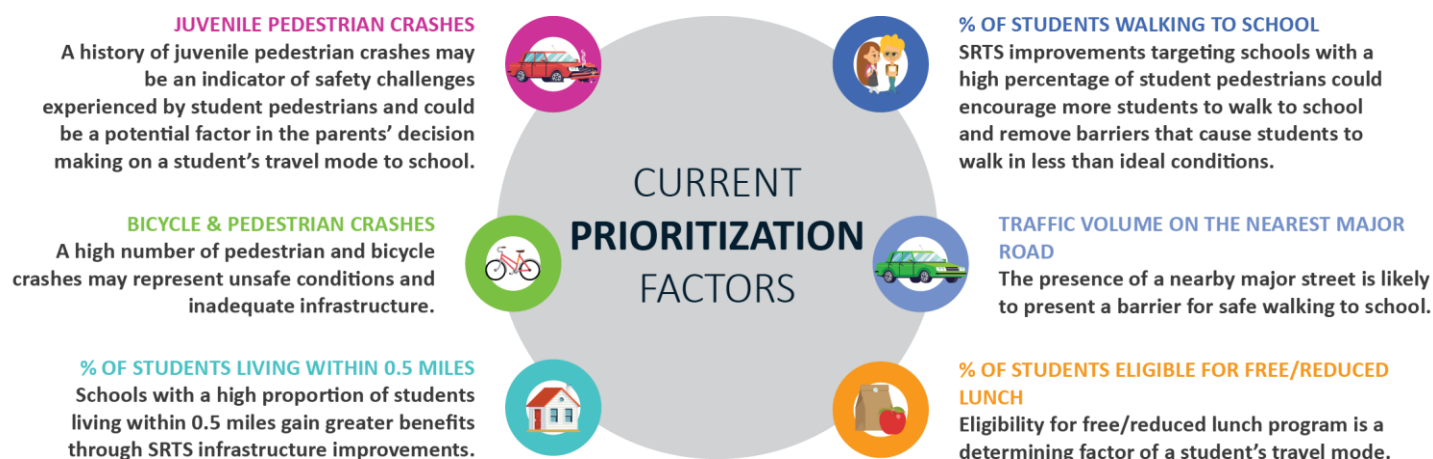 JUVENILE PEDESTRIAN CRASHES
A history of juvenile pedestrian crashes may
be an indicator of safety challenges
experienced by student pedestrians and could
be a potential factor in the parents’ decision
making on a student’s travel mode to school.
BICYCLE & PEDESTRIAN CRASHES
A high number of pedestrian and bicycle
crashes may represent unsafe conditions and
inadequate infrastructure.
% OF STUDENTS LIVING WITHIN 0.5 MILES
Schools with a high proportion of students
living within 0.5 miles gain greater benefits
through SRTS infrastructure improvements.
CURRENT
PRIORITIZATION
FACTORS
% OF STUDENTS WALKING TO SCHOOL
SRTS improvements targeting schools with a
high percentage of student pedestrians could
encourage more students to walk to school
and remove barriers that cause students to
walk in less than ideal conditions.
TRAFFIC VOLUME ON THE NEAREST MAJOR
ROAD
The presence of a nearby major street is likely
to present a barrier for safe walking to school.
% OF STUDENTS ELIGIBLE FOR FREE/REDUCED
LUNCH
Eligibility for free/reduced lunch program is a
determining factor of a student’s travel mode.